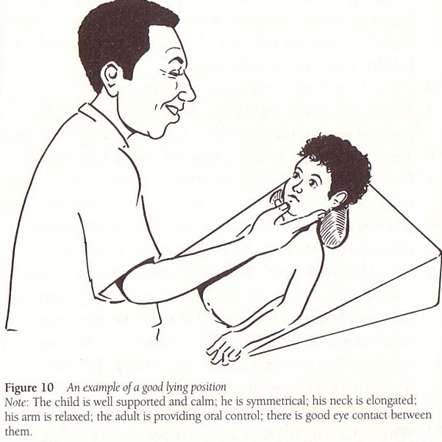 Figure 10 An example of a good lying position
Note: The child is well supported and calm; he is symmetrical; his neck is elongated;
his arm is relaxed; the adult is providing oral control; there is good eye contact between
them.